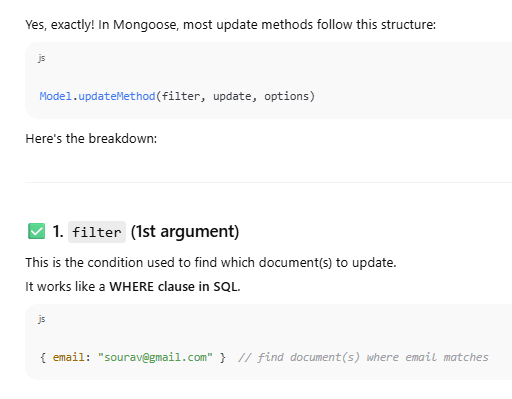 Yes, exactly! In Mongoose, most update methods follow this structure:
js
Model.updateMethod(filter, update, options)
Here's the breakdown:
✅ 1. filter (1st argument)
This is the condition used to find which document(s) to update.
It works like a WHERE clause in SQL.
js
{ email: "sourav@gmail.com" } // find document(s) where email matches